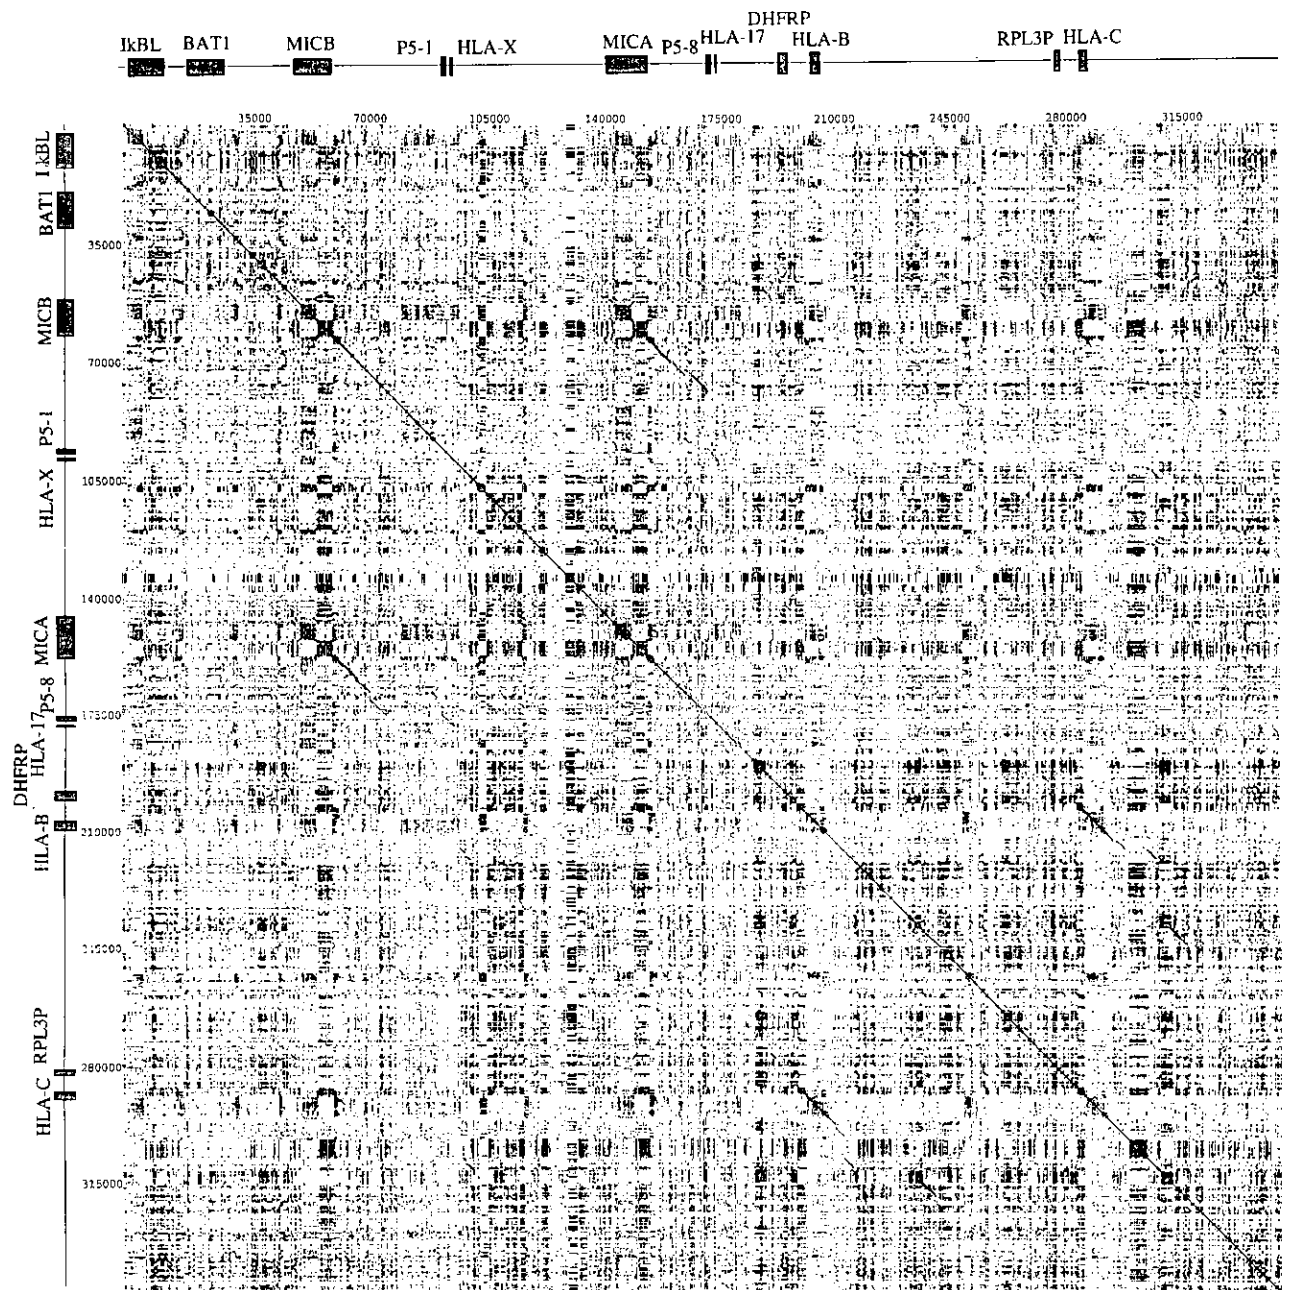 DHFRP
IkBL BAT1 MICB P5-1 HLA-X MICA P5-8 HLA-17 HLA-B RPL3P HLA-C
35000 70000 105000 140000 175000 210000 245000 280000 315000
IkBL
BAT1
35000
MICB
70000
P5-1
105000
HLA-X
140000
MICA
P5-8
175000
HLA-17
DHFRP
210000
HLA-B
245000
RPL3P
280000
HLA-C
315000